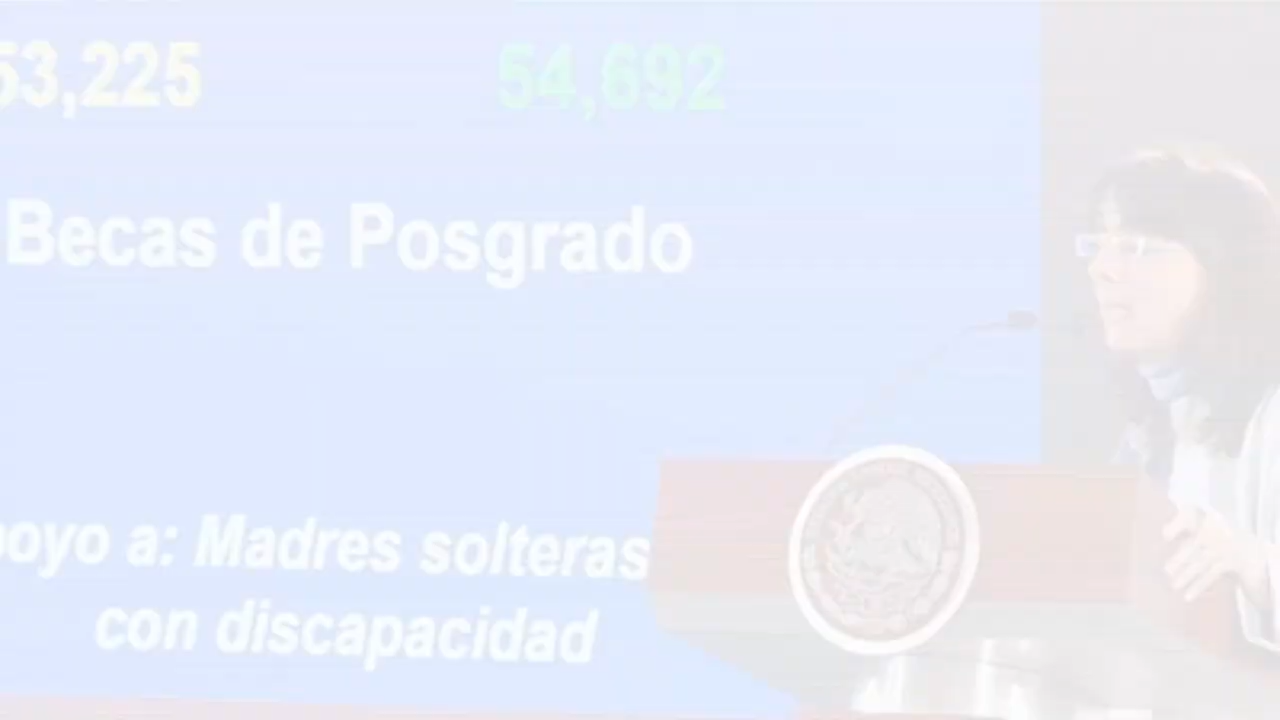 53,225 54,692
Becas de Posgrado
poyo a: Madres solteras
con discapacidad